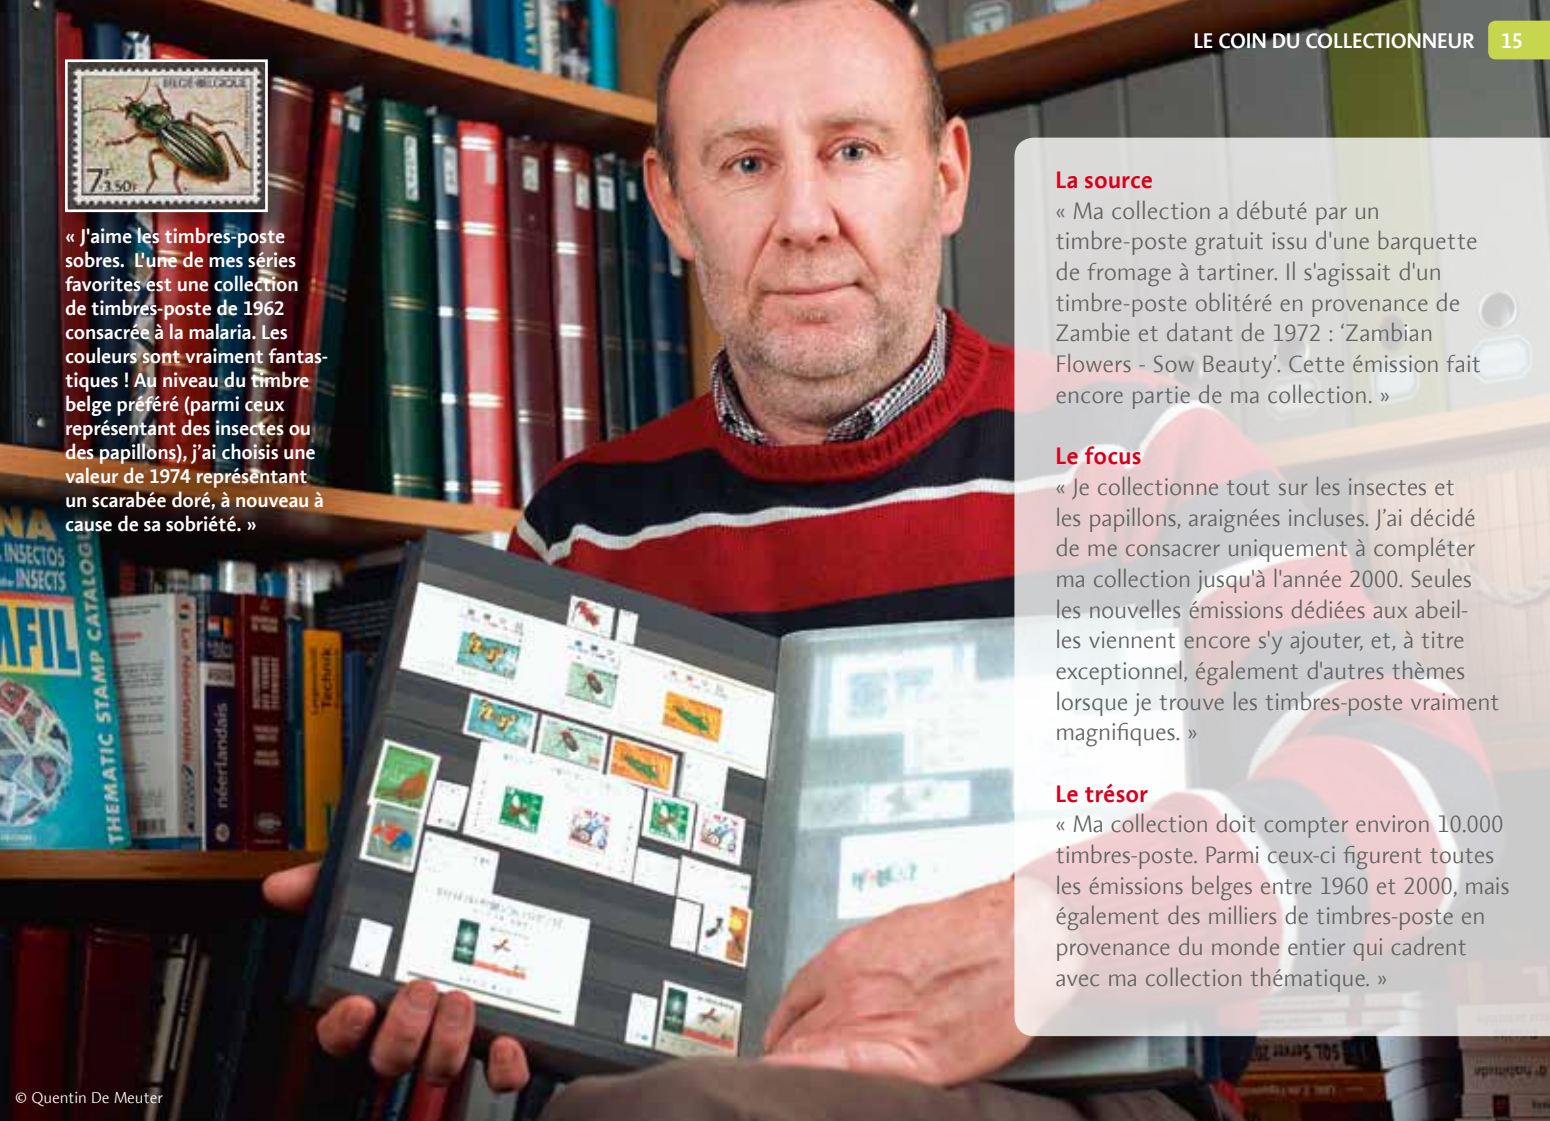 LE COIN DU COLLECTIONNEUR 15
BELGIE-BELGIQUE
7F
+3.50F
« J'aime les timbres-poste
sobres. L'une de mes séries
favorites est une collection
de timbres-poste de 1962
consacrée à la malaria. Les
couleurs sont vraiment fantas-
tiques ! Au niveau du timbre
belge préféré (parmi ceux
représentant des insectes ou
des papillons), j'ai choisis une
valeur de 1974 représentant
un scarabée doré, à nouveau à
cause de sa sobriété. »
La source
« Ma collection a débuté par un
timbre-poste gratuit issu d'une barquette
de fromage à tartiner. Il s'agissait d'un
timbre-poste oblitéré en provenance de
Zambie et datant de 1972 : ‘Zambian
Flowers - Sow Beauty’. Cette émission fait
encore partie de ma collection. »
Le focus
« Je collectionne tout sur les insectes et
les papillons, araignées incluses. J’ai décidé
de me consacrer uniquement à compléter
ma collection jusqu'à l'année 2000. Seules
les nouvelles émissions dédiées aux abeil-
les viennent encore s'y ajouter, et, à titre
exceptionnel, également d'autres thèmes
lorsque je trouve les timbres-poste vraiment
magnifiques. »
Le trésor
« Ma collection doit compter environ 10.000
timbres-poste. Parmi ceux-ci figurent toutes
les émissions belges entre 1960 et 2000, mais
également des milliers de timbres-poste en
provenance du monde entier qui cadrent
avec ma collection thématique. »
NA
INSECTOS
INSECTS
MFIL
THEMATIC STAMP CATALOGU
néerlandais
Technik
SQL Server
© Quentin De Meuter